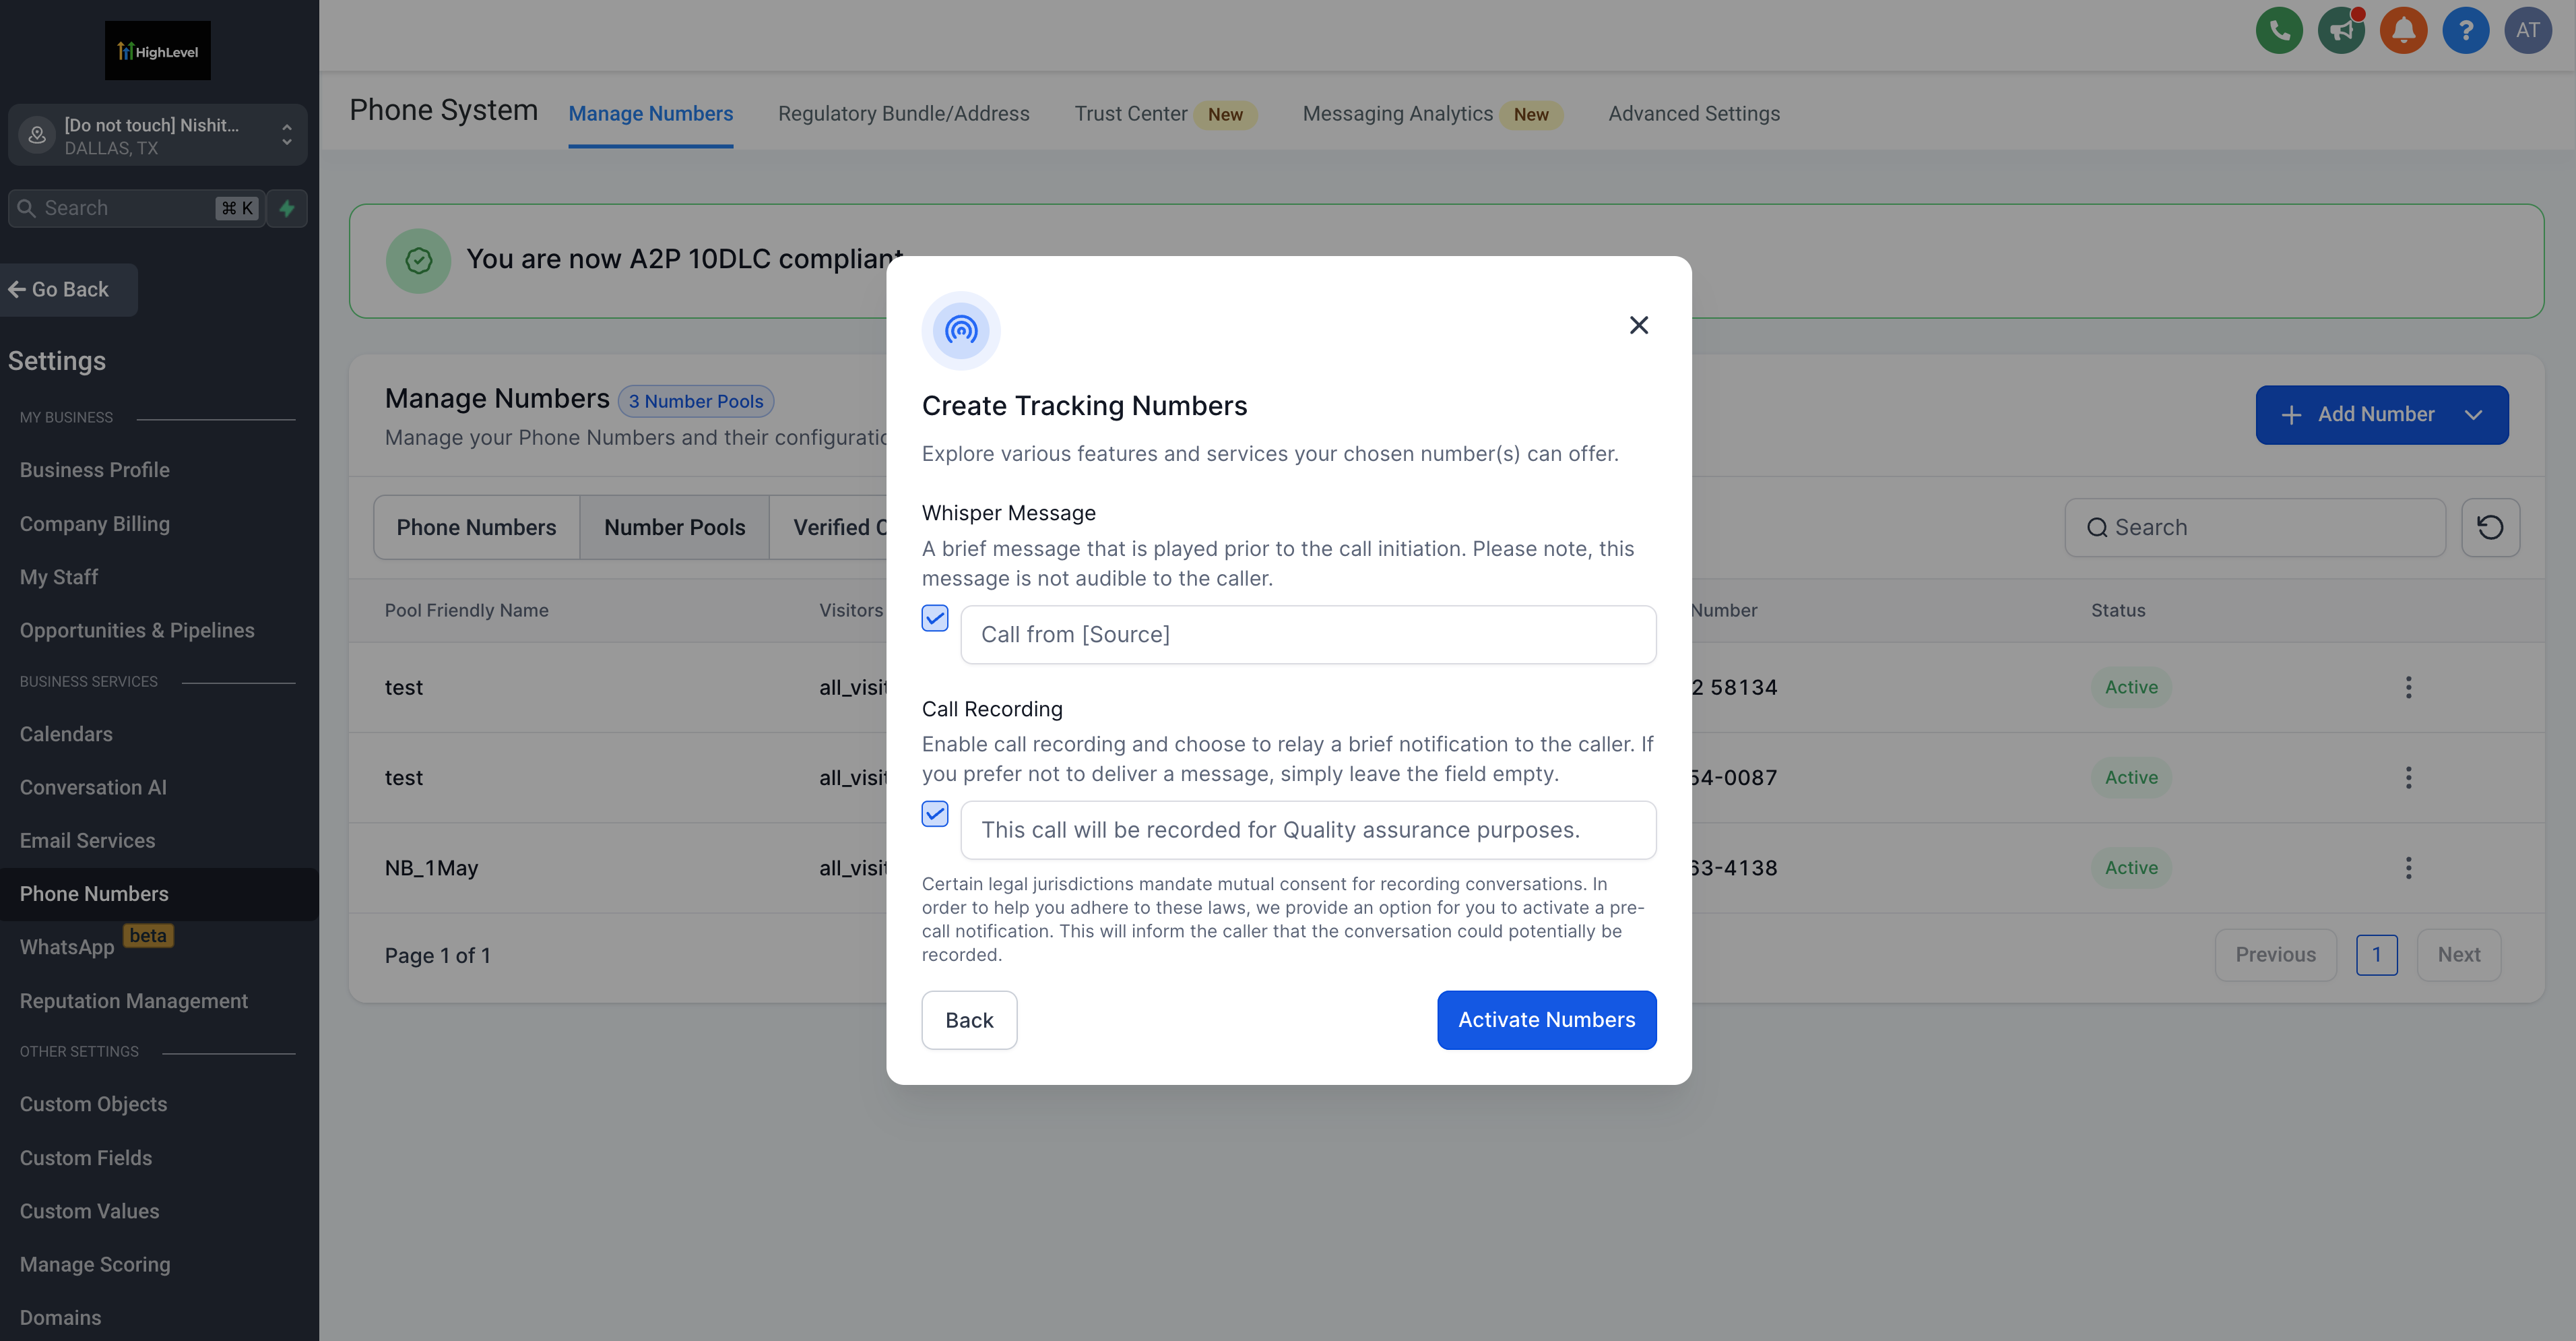 HighLevel
[Do not touch] Nishit...
DALLAS, TX
Search
⌘ K
Go Back
Settings
MY BUSINESS
Business Profile
Company Billing
My Staff
Opportunities & Pipelines
BUSINESS SERVICES
Calendars
Conversation AI
Email Services
Phone Numbers
WhatsApp beta
Reputation Management
OTHER SETTINGS
Custom Objects
Custom Fields
Custom Values
Manage Scoring
Domains
AT
Phone System
Manage Numbers
Regulatory Bundle/Address
Trust Center New
Messaging Analytics New
Advanced Settings
You are now A2P 10DLC compliant
Manage Numbers 3 Number Pools
Manage your Phone Numbers and their configuratio
+ Add Number
Phone Numbers
Number Pools
Verified C
Search
Pool Friendly Name Visitors Number Status
test all_visit 2 58134 Active
test all_visit 54-0087 Active
NB_1May all_visit 63-4138 Active
Page 1 of 1
Previous 1 Next
Create Tracking Numbers
Explore various features and services your chosen number(s) can offer.
Whisper Message
A brief message that is played prior to the call initiation. Please note, this
message is not audible to the caller.
Call from [Source]
Call Recording
Enable call recording and choose to relay a brief notification to the caller. If
you prefer not to deliver a message, simply leave the field empty.
This call will be recorded for Quality assurance purposes.
Certain legal jurisdictions mandate mutual consent for recording conversations. In
order to help you adhere to these laws, we provide an option for you to activate a pre-
call notification. This will inform the caller that the conversation could potentially be
recorded.
Back
Activate Numbers